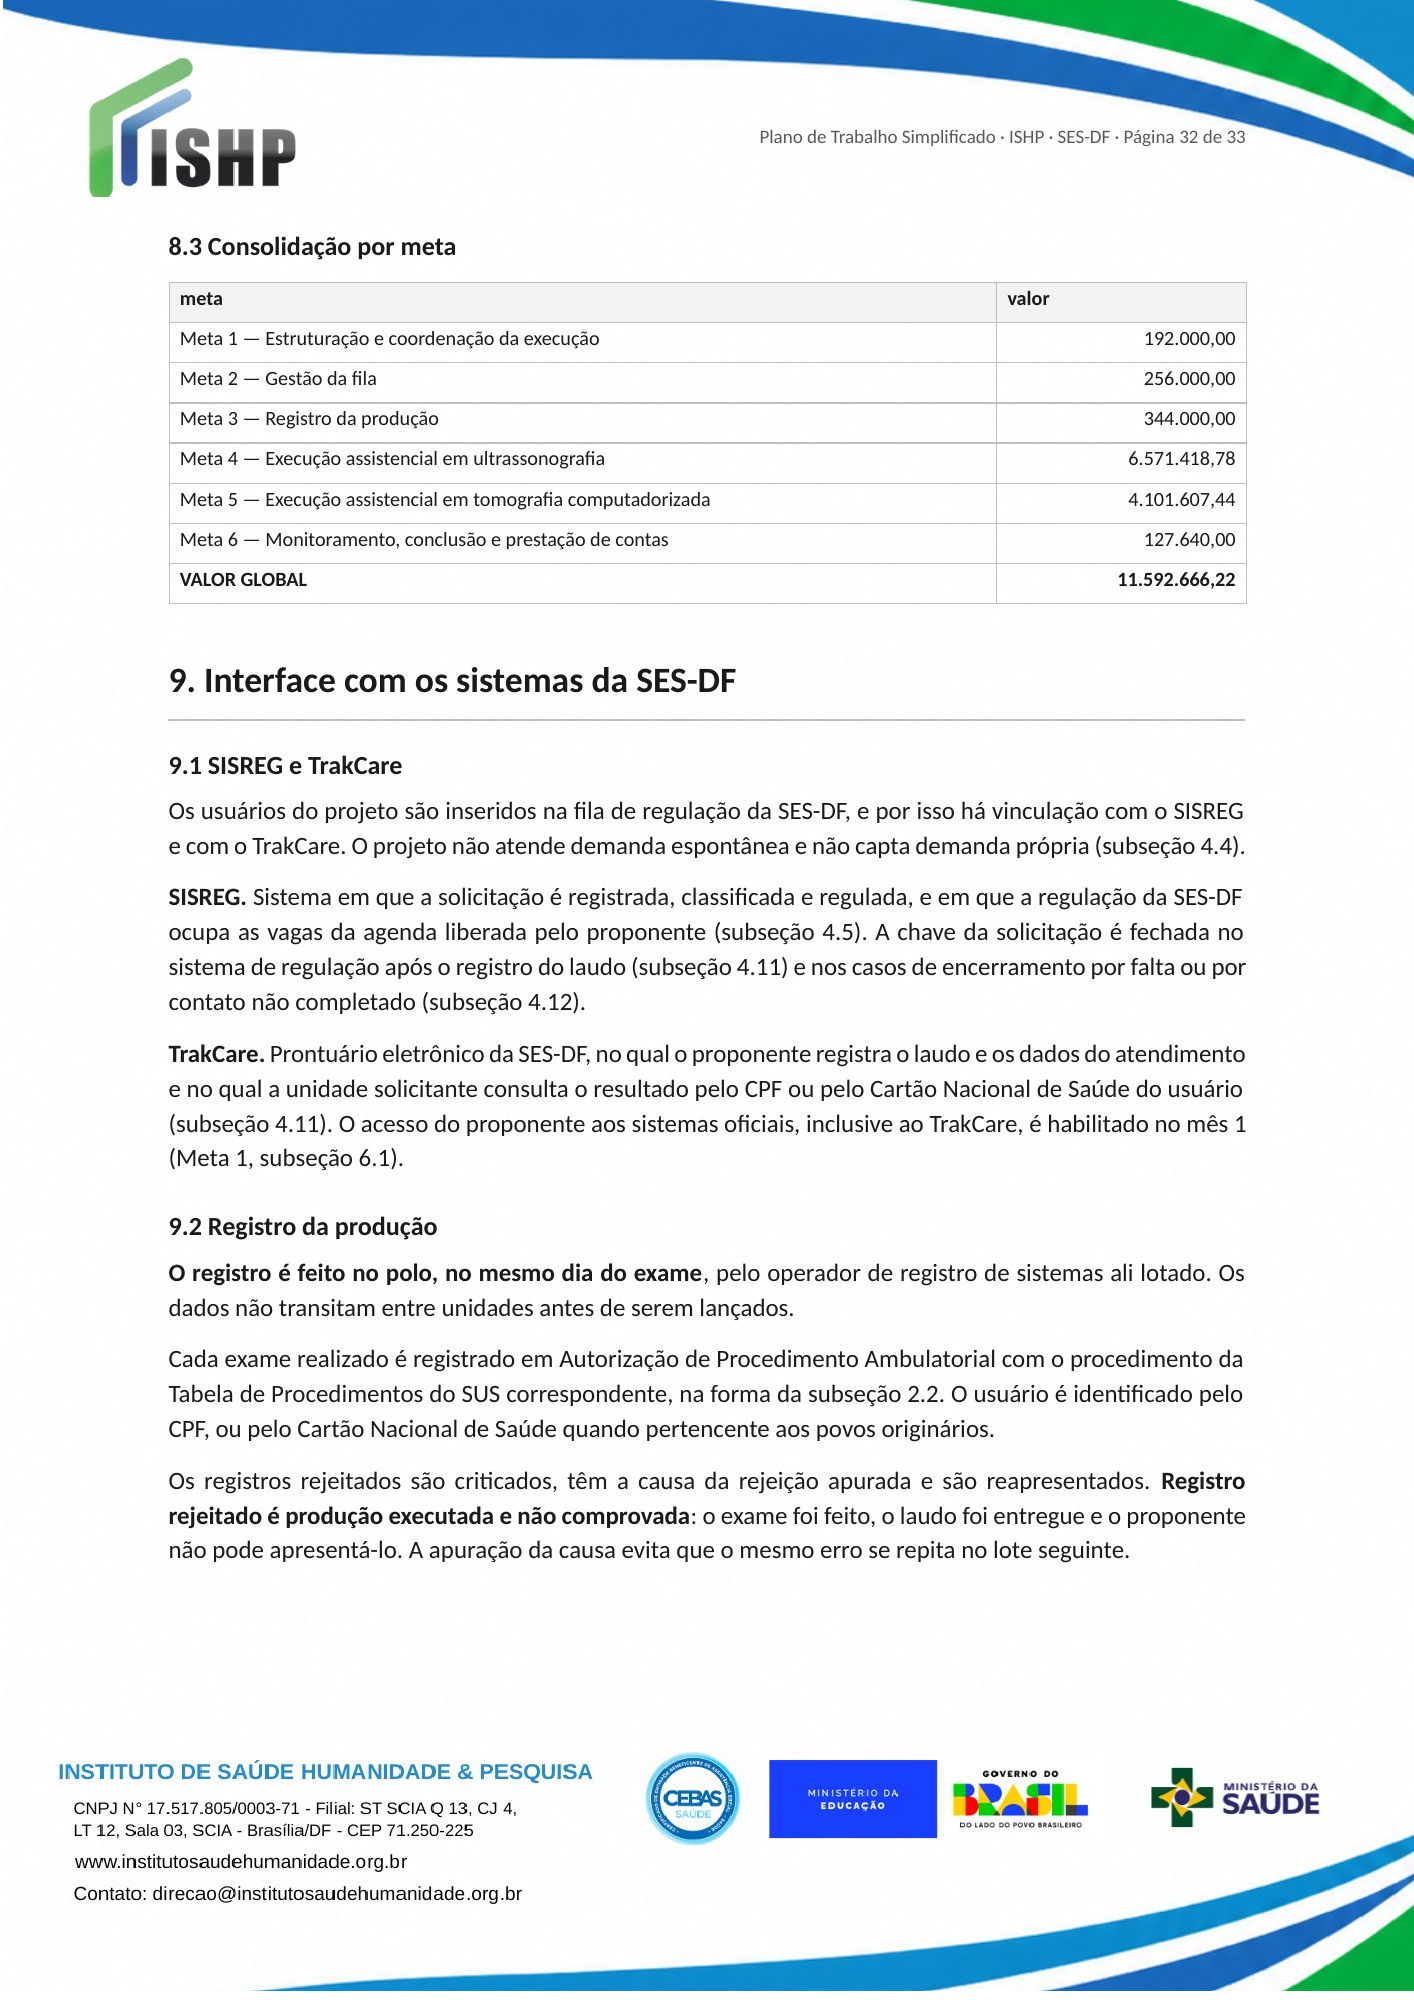 ISHP
Plano de Trabalho Simplificado · ISHP · SES-DF · Página 32 de 33
8.3 Consolidação por meta
meta valor
Meta 1 — Estruturação e coordenação da execução 192.000,00
Meta 2 — Gestão da fila 256.000,00
Meta 3 — Registro da produção 344.000,00
Meta 4 — Execução assistencial em ultrassonografia 6.571.418,78
Meta 5 — Execução assistencial em tomografia computadorizada 4.101.607,44
Meta 6 — Monitoramento, conclusão e prestação de contas 127.640,00
VALOR GLOBAL 11.592.666,22
9. Interface com os sistemas da SES-DF
9.1 SISREG e TrakCare
Os usuários do projeto são inseridos na fila de regulação da SES-DF, e por isso há vinculação com o SISREG
e com o TrakCare. O projeto não atende demanda espontânea e não capta demanda própria (subseção 4.4).
SISREG. Sistema em que a solicitação é registrada, classificada e regulada, e em que a regulação da SES-DF
ocupa as vagas da agenda liberada pelo proponente (subseção 4.5). A chave da solicitação é fechada no
sistema de regulação após o registro do laudo (subseção 4.11) e nos casos de encerramento por falta ou por
contato não completado (subseção 4.12).
TrakCare. Prontuário eletrônico da SES-DF, no qual o proponente registra o laudo e os dados do atendimento
e no qual a unidade solicitante consulta o resultado pelo CPF ou pelo Cartão Nacional de Saúde do usuário
(subseção 4.11). O acesso do proponente aos sistemas oficiais, inclusive ao TrakCare, é habilitado no mês 1
(Meta 1, subseção 6.1).
9.2 Registro da produção
O registro é feito no polo, no mesmo dia do exame, pelo operador de registro de sistemas ali lotado. Os
dados não transitam entre unidades antes de serem lançados.
Cada exame realizado é registrado em Autorização de Procedimento Ambulatorial com o procedimento da
Tabela de Procedimentos do SUS correspondente, na forma da subseção 2.2. O usuário é identificado pelo
CPF, ou pelo Cartão Nacional de Saúde quando pertencente aos povos originários.
Os registros rejeitados são criticados, têm a causa da rejeição apurada e são reapresentados. Registro
rejeitado é produção executada e não comprovada: o exame foi feito, o laudo foi entregue e o proponente
não pode apresentá-lo. A apuração da causa evita que o mesmo erro se repita no lote seguinte.
INSTITUTO DE SAÚDE HUMANIDADE & PESQUISA
CNPJ N° 17.517.805/0003-71 - Filial: ST SCIA Q 13, CJ 4,
LT 12, Sala 03, SCIA - Brasília/DF - CEP 71.250-225
www.institutosaudehumanidade.org.br
Contato: direcao@institutosaudehumanidade.org.br
CEBAS
SAÚDE
MINISTÉRIO DA
EDUCAÇÃO
GOVERNO DO
BRASIL
DO LADO DO POVO BRASILEIRO
MINISTÉRIO DA
SAÚDE